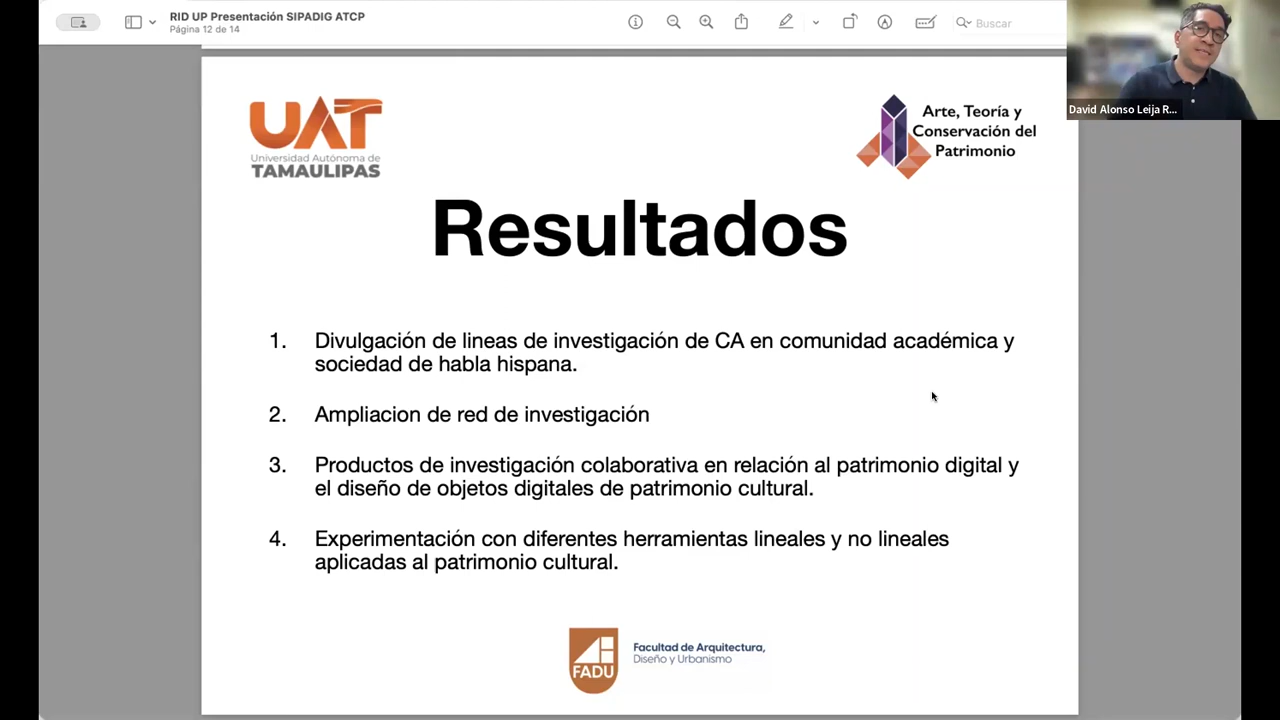 RID UP Presentación SIPADIG ATCP
Página 12 de 14
Buscar
David Alonso Leija R...
UAT
Universidad Autónoma de
TAMAULIPAS
Arte, Teoría y
Conservación del
Patrimonio
Resultados
1. Divulgación de lineas de investigación de CA en comunidad académica y
sociedad de habla hispana.
2. Ampliacion de red de investigación
3. Productos de investigación colaborativa en relación al patrimonio digital y
el diseño de objetos digitales de patrimonio cultural.
4. Experimentación con diferentes herramientas lineales y no lineales
aplicadas al patrimonio cultural.
FADU
Facultad de Arquitectura,
Diseño y Urbanismo